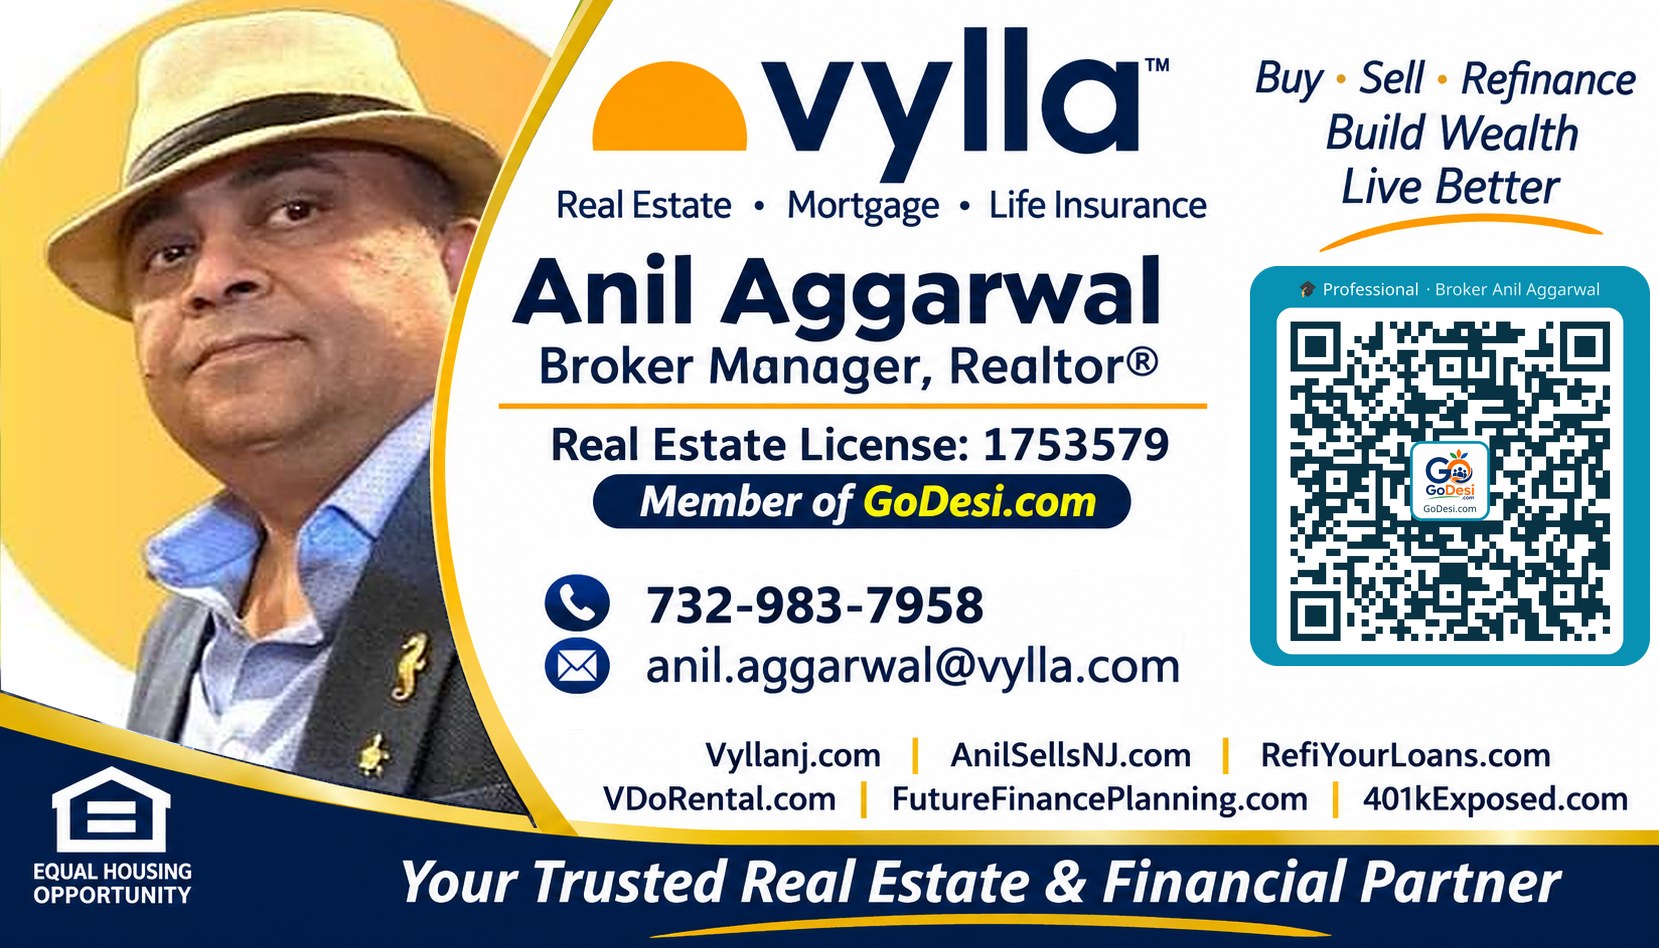 vylla™
Real Estate • Mortgage • Life Insurance
Anil Aggarwal
Broker Manager, Realtor®
Real Estate License: 1753579
Member of GoDesi.com
732-983-7958
anil.aggarwal@vylla.com
Buy • Sell • Refinance
Build Wealth
Live Better
Professional · Broker Anil Aggarwal
GO
GoDesi
.com
GoDesi.com
Vyllanj.com | AnilSellsNJ.com | RefiYourLoans.com
VDoRental.com | FutureFinancePlanning.com | 401kExposed.com
EQUAL HOUSING
OPPORTUNITY
Your Trusted Real Estate & Financial Partner